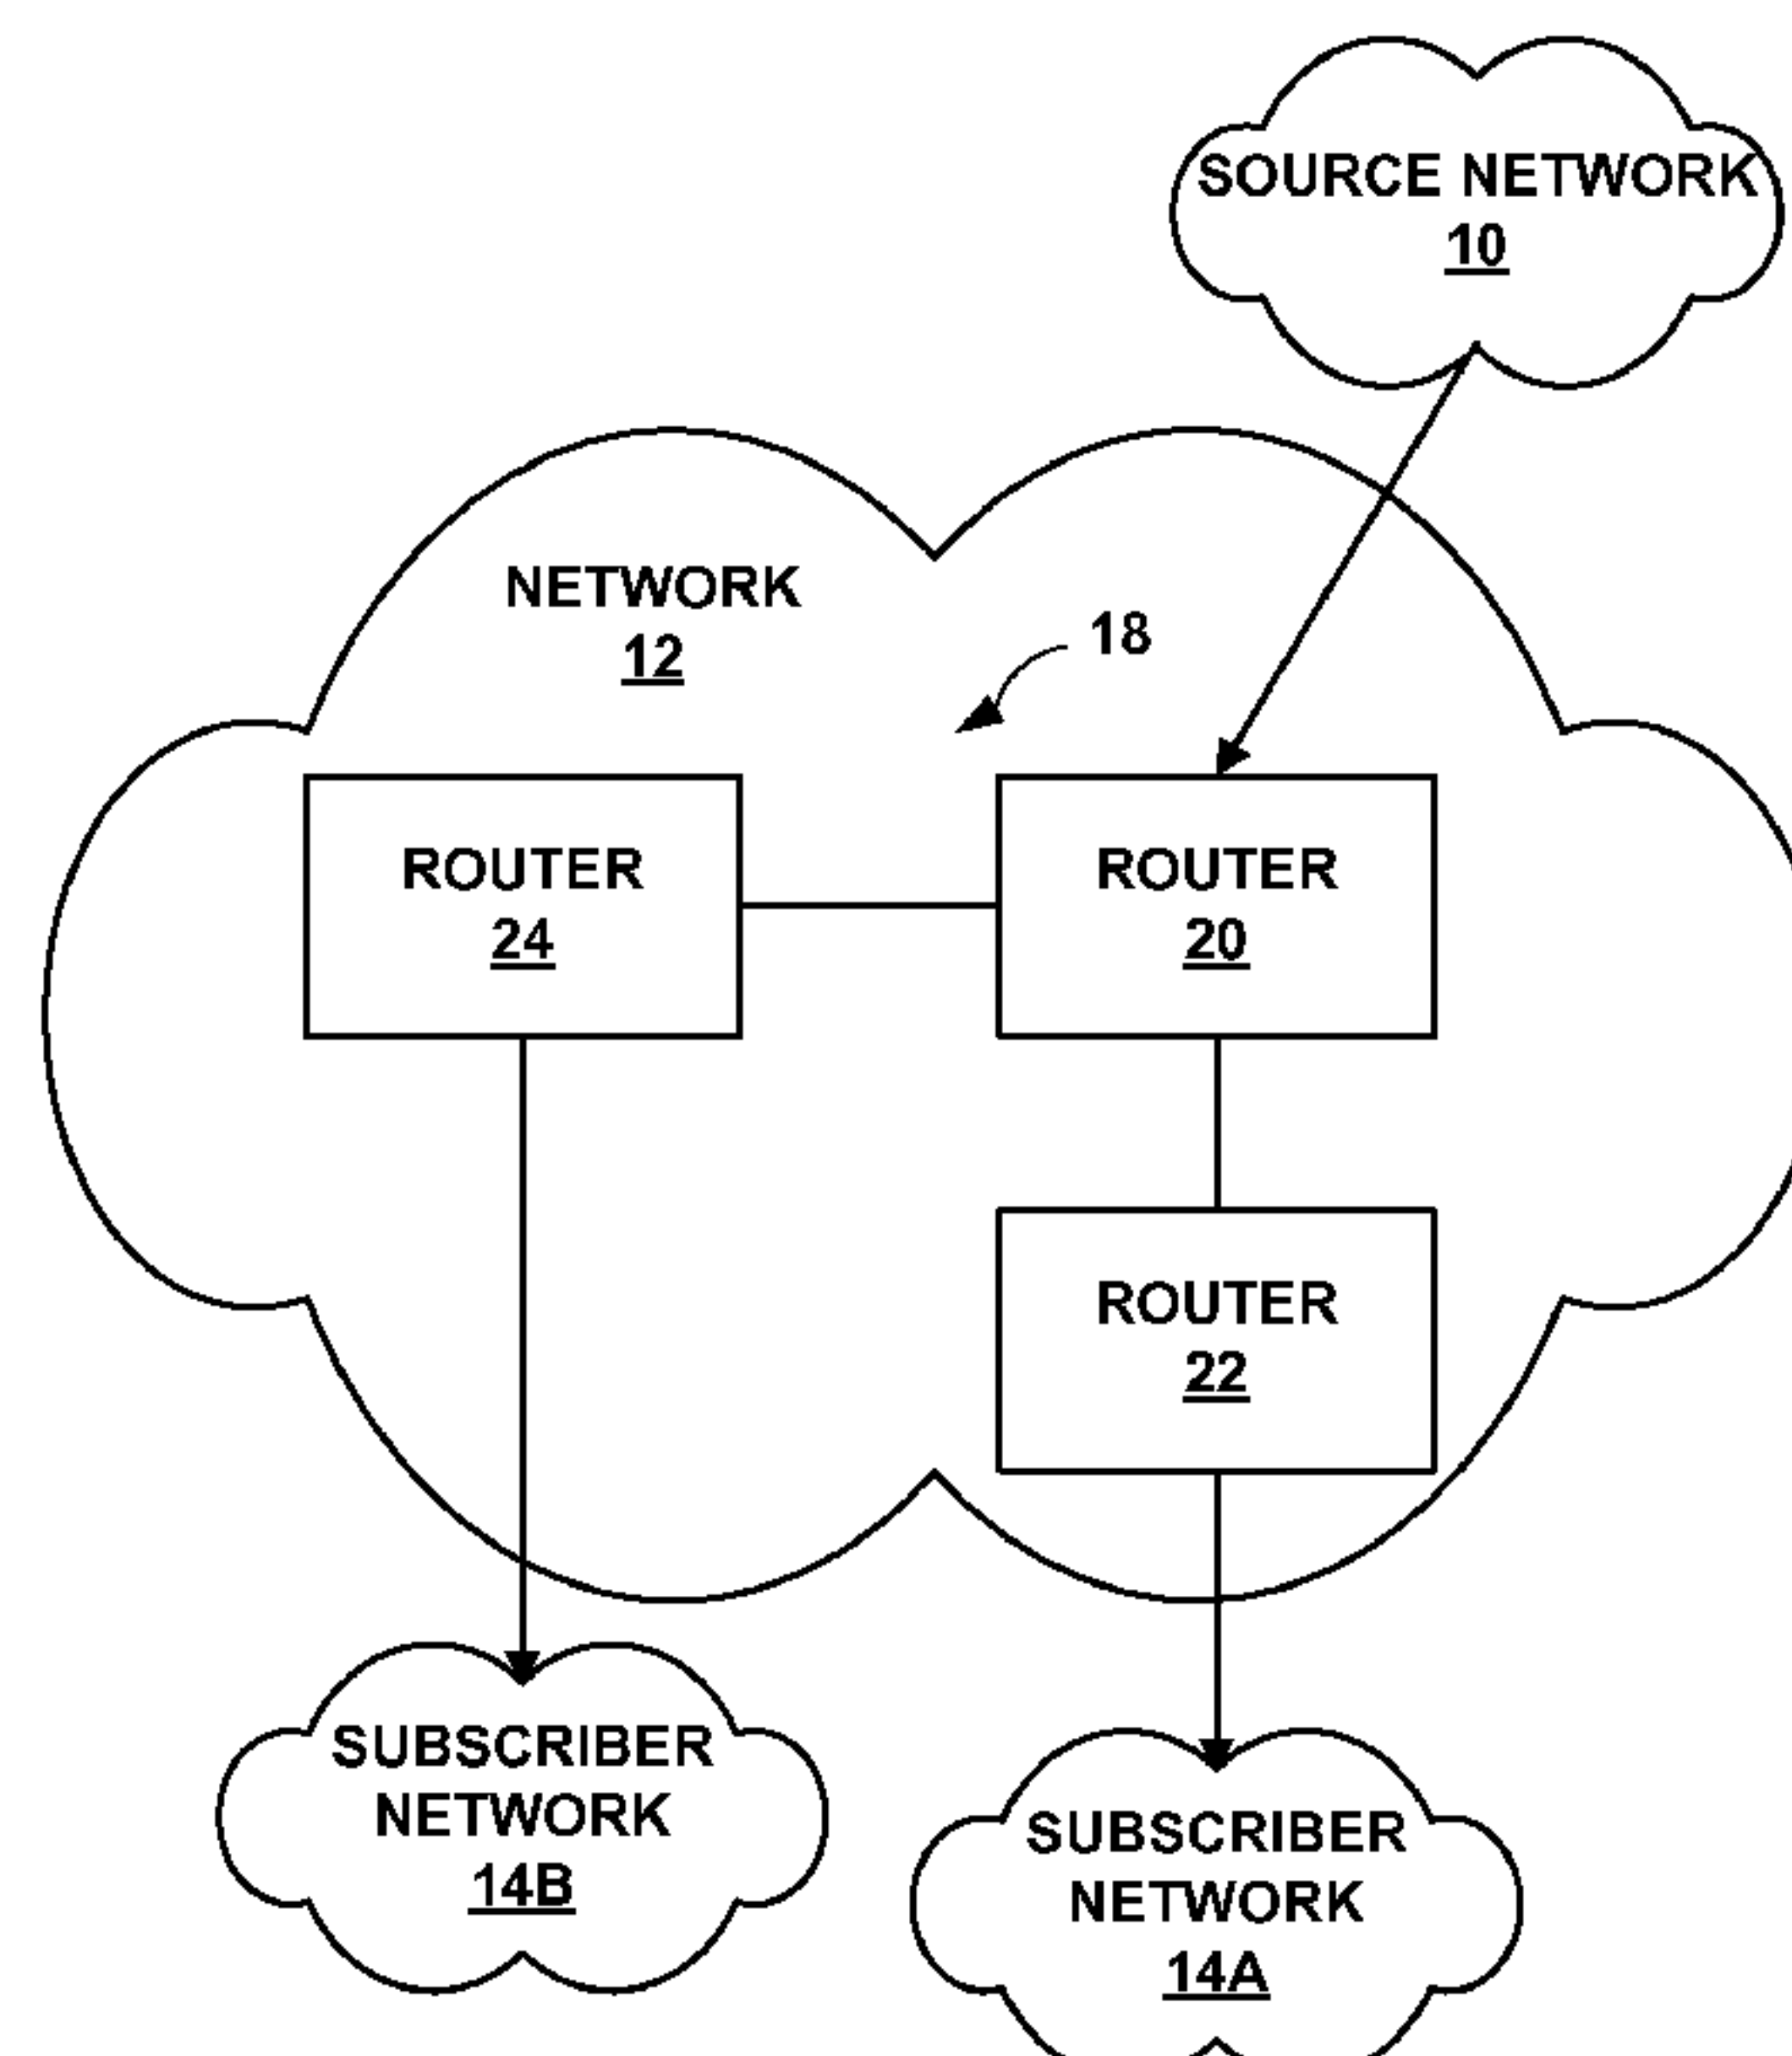 SOURCE NETWORK
10
NETWORK
12
18
ROUTER
24
ROUTER
20
ROUTER
22
SUBSCRIBER
NETWORK
14B
SUBSCRIBER
NETWORK
14A